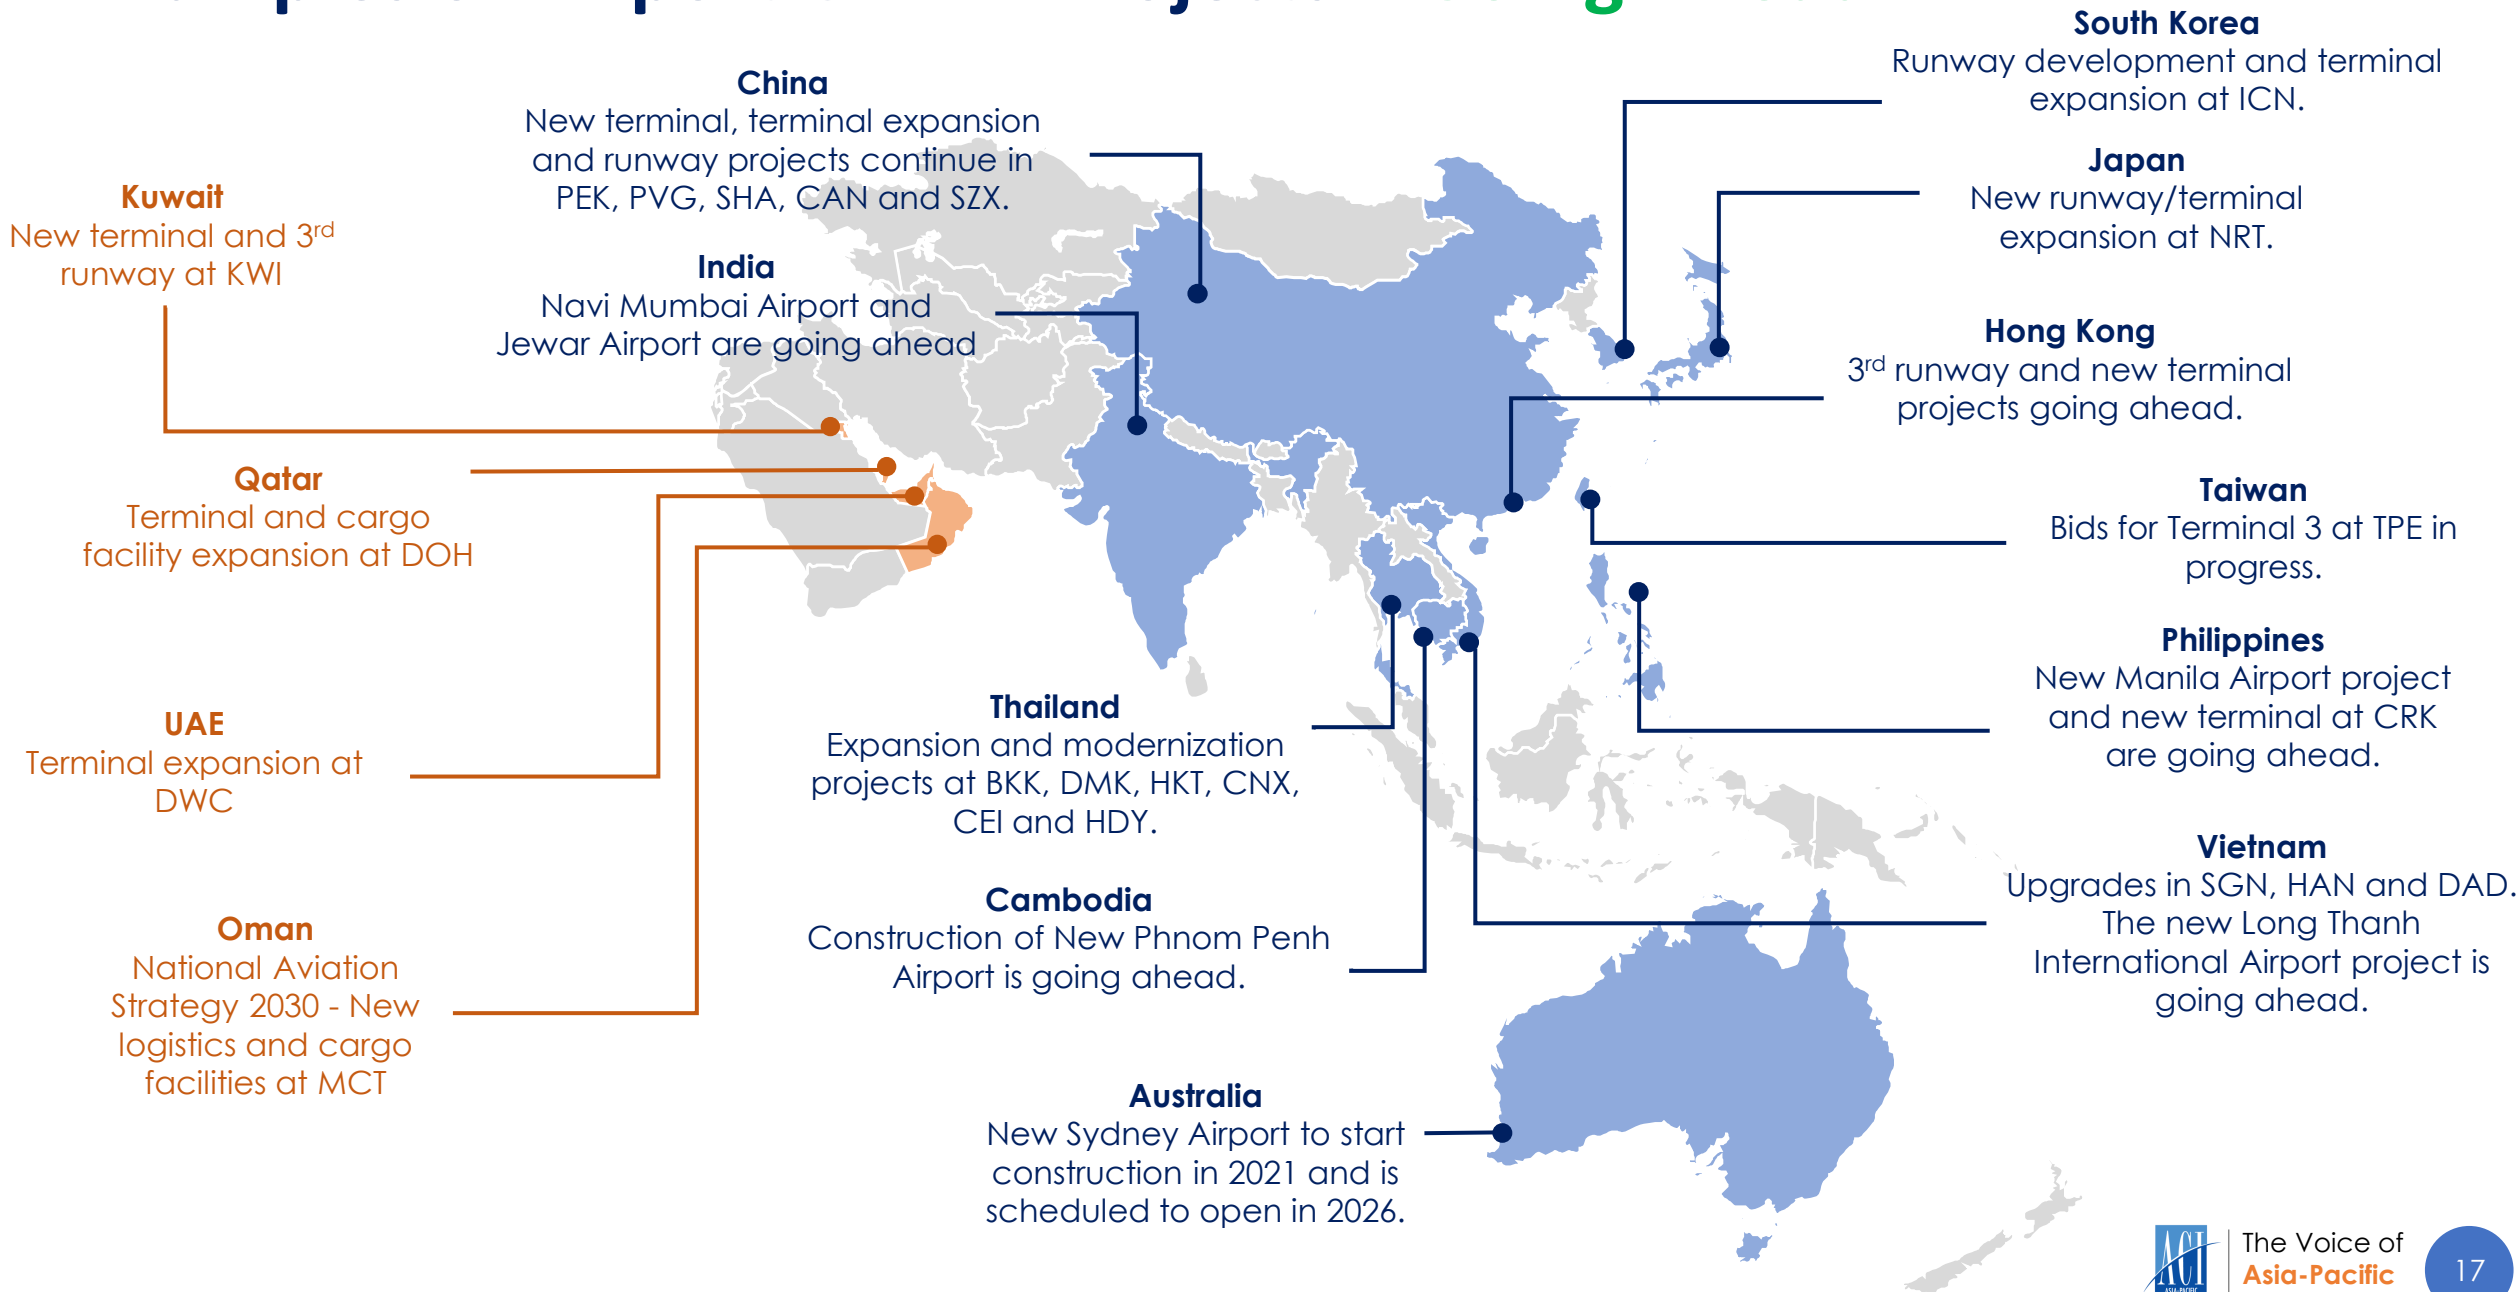 South Korea
Runway development and terminal
expansion at ICN.
China
New terminal, terminal expansion
and runway projects continue in
PEK, PVG, SHA, CAN and SZX.
Japan
New runway/terminal
expansion at NRT.
Kuwait
New terminal and 3rd
runway at KWI
India
Navi Mumbai Airport and
Jewar Airport are going ahead
Hong Kong
3rd runway and new terminal
projects going ahead.
Qatar
Terminal and cargo
facility expansion at DOH
Taiwan
Bids for Terminal 3 at TPE in
progress.
Philippines
New Manila Airport project
and new terminal at CRK
are going ahead.
UAE
Terminal expansion at
DWC
Thailand
Expansion and modernization
projects at BKK, DMK, HKT, CNX,
CEI and HDY.
Vietnam
Upgrades in SGN, HAN and DAD.
The new Long Thanh
International Airport project is
going ahead.
Cambodia
Construction of New Phnom Penh
Airport is going ahead.
Oman
National Aviation
Strategy 2030 - New
logistics and cargo
facilities at MCT
Australia
New Sydney Airport to start
construction in 2021 and is
scheduled to open in 2026.
ACI
ASIA-PACIFIC
The Voice of
Asia-Pacific
17